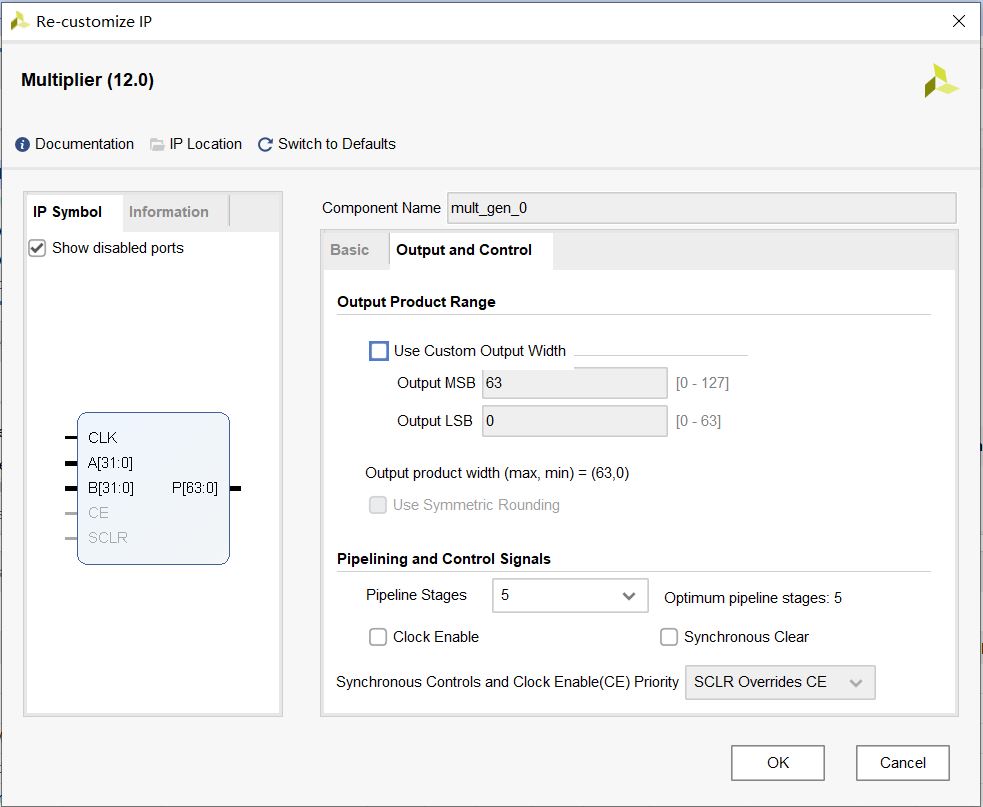 Re-customize IP
Multiplier (12.0)
Documentation IP Location Switch to Defaults
IP Symbol Information
Show disabled ports
CLK
A[31:0]
B[31:0] P[63:0]
CE
SCLR
Component Name mult_gen_0
Basic Output and Control
Output Product Range
Use Custom Output Width
Output MSB 63 [0 - 127]
Output LSB 0 [0 - 63]
Output product width (max, min) = (63,0)
Use Symmetric Rounding
Pipelining and Control Signals
Pipeline Stages 5 Optimum pipeline stages: 5
Clock Enable Synchronous Clear
Synchronous Controls and Clock Enable(CE) Priority SCLR Overrides CE
OK Cancel